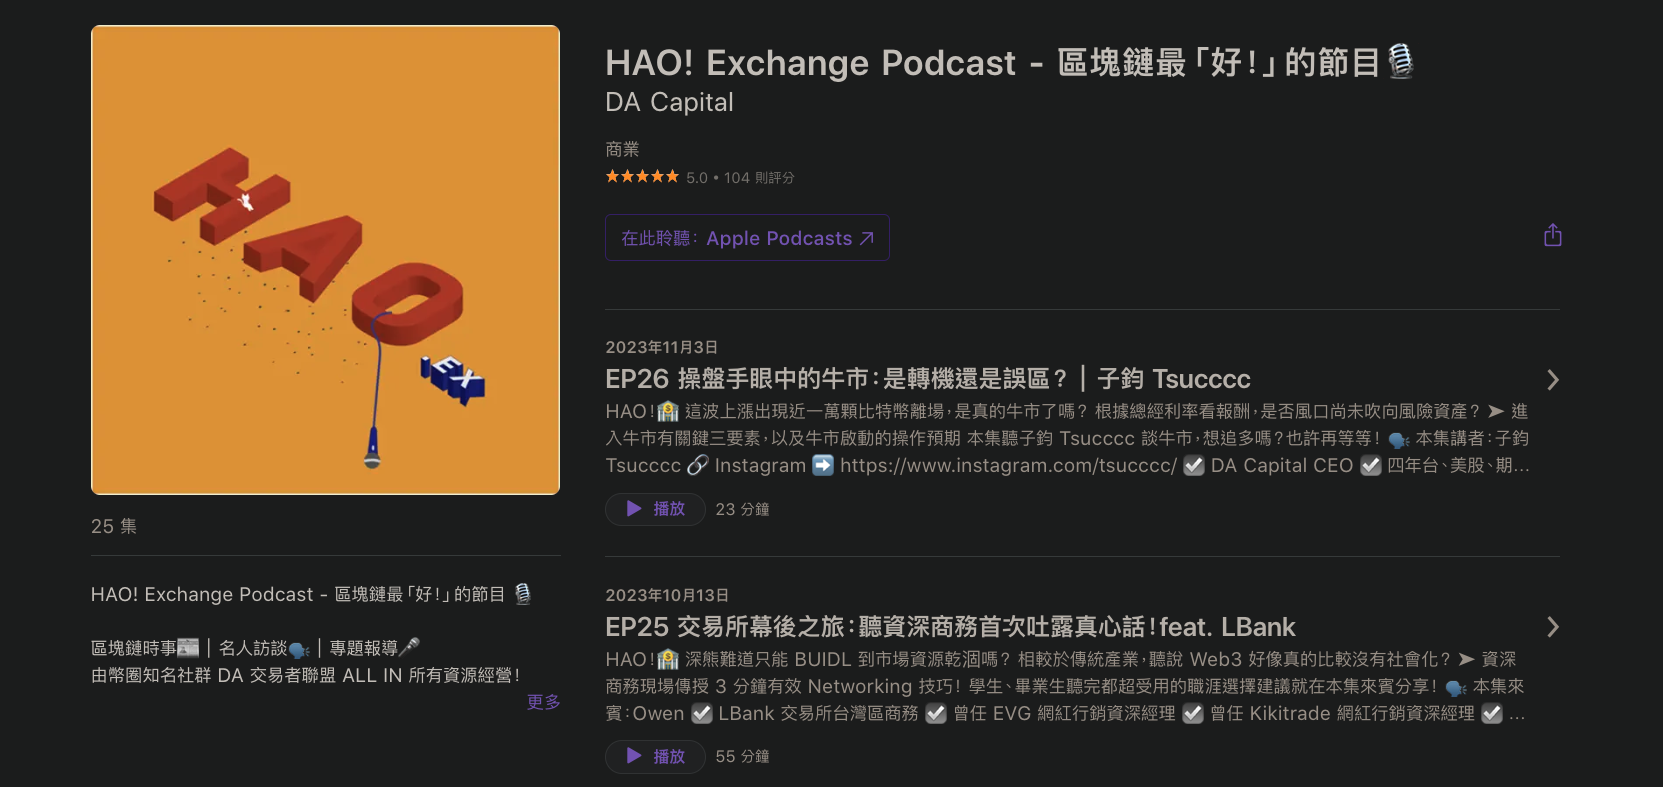 HAO
iEX
25 集
HAO! Exchange Podcast - 區塊鏈最「好！」的節目 🎙️
區塊鏈時事📰｜名人訪談🗣️｜專題報導🎤
由幣圈知名社群 DA 交易者聯盟 ALL IN 所有資源經營！
更多
HAO! Exchange Podcast - 區塊鏈最「好！」的節目🎙️
DA Capital
商業
★★★★★ 5.0 • 104 則評分
在此聆聽： Apple Podcasts ↗
2023年11月3日
EP26 操盤手眼中的牛市：是轉機還是誤區？｜子鈞 Tsucccc
HAO！🏦 這波上漲出現近一萬顆比特幣離場，是真的牛市了嗎？ 根據總經利率看報酬，是否風口尚未吹向風險資產？ ➤ 進
入牛市有關鍵三要素，以及牛市啟動的操作預期 本集聽子鈞 Tsucccc 談牛市，想追多嗎？也許再等等！ 🗣️ 本集講者：子鈞
Tsucccc 🔗 Instagram ➡️ https://www.instagram.com/tsucccc/ ☑️ DA Capital CEO ☑️ 四年台、美股、期…
▶ 播放 23 分鐘
2023年10月13日
EP25 交易所幕後之旅：聽資深商務首次吐露真心話！feat. LBank
HAO！🏦 深熊難道只能 BUIDL 到市場資源乾涸嗎？ 相較於傳統產業，聽說 Web3 好像真的比較沒有社會化？ ➤ 資深
商務現場傳授 3 分鐘有效 Networking 技巧！ 學生、畢業生聽完都超受用的職涯選擇建議就在本集來賓分享！ 🗣️ 本集來
賓：Owen ☑️ LBank 交易所台灣區商務 ☑️ 曾任 EVG 網紅行銷資深經理 ☑️ 曾任 Kikitrade 網紅行銷資深經理 ☑️ …
▶ 播放 55 分鐘